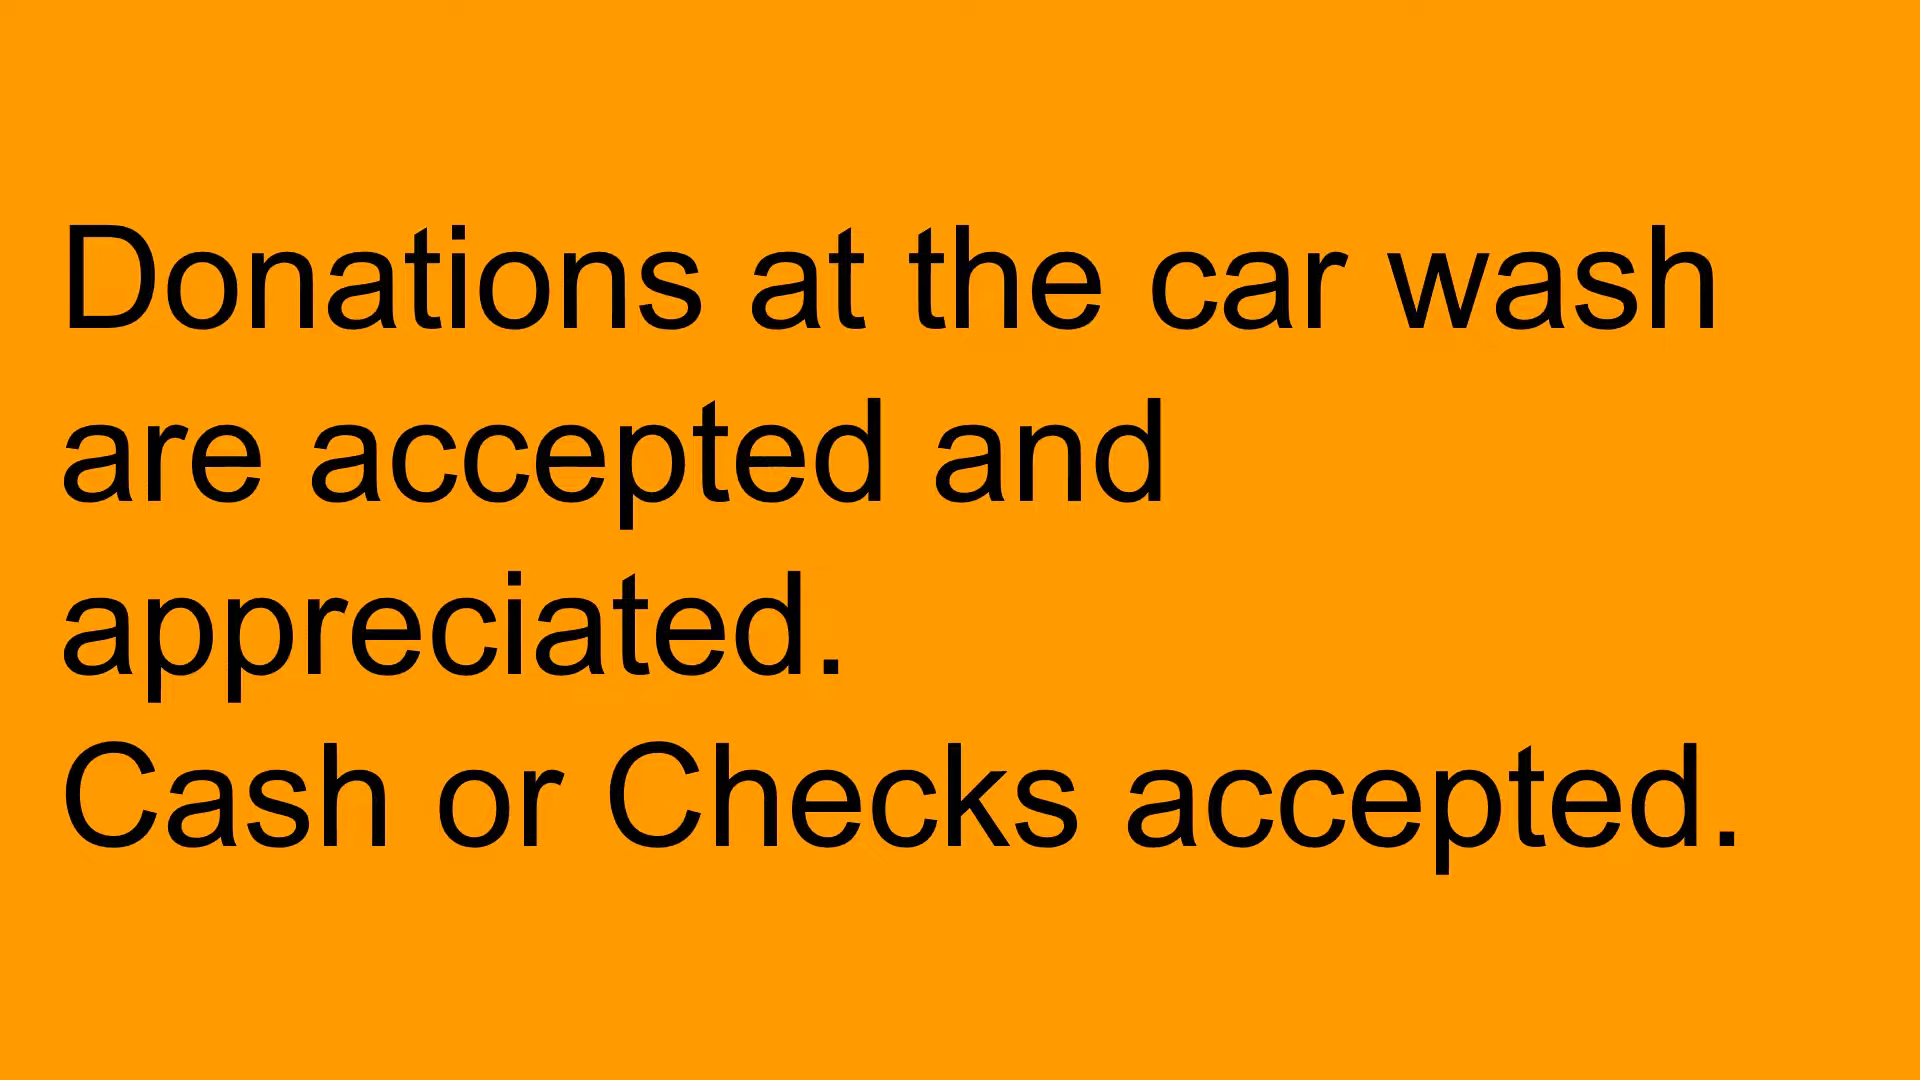 Donations at the car wash
are accepted and
appreciated.
Cash or Checks accepted.